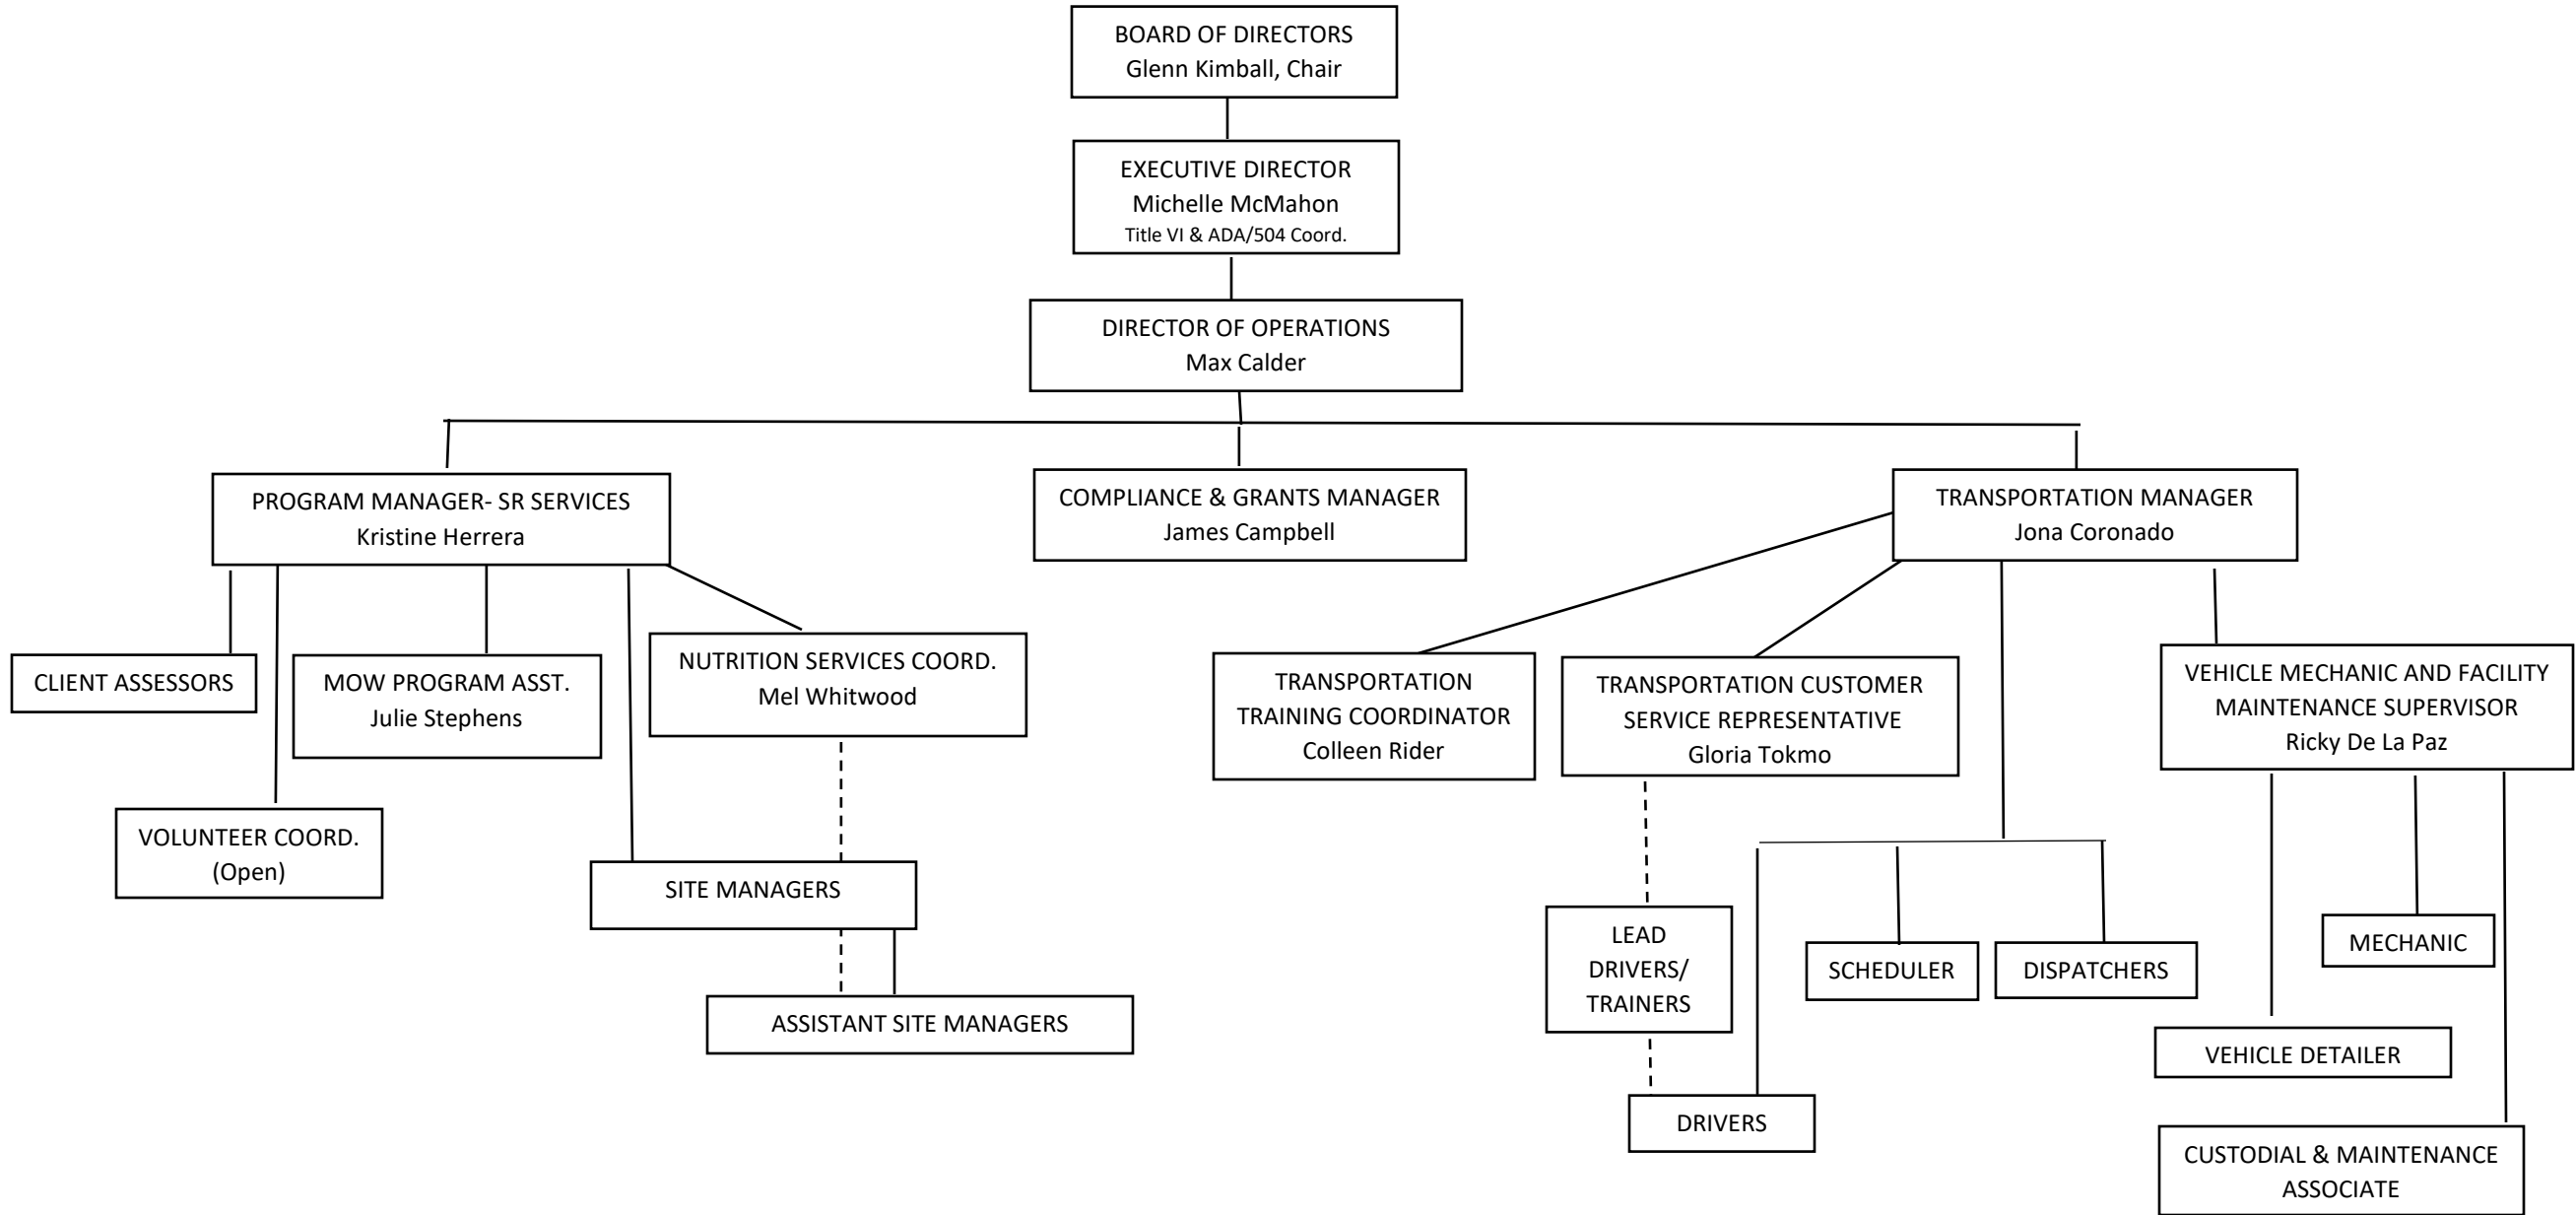 BOARD OF DIRECTORS
Glenn Kimball, Chair
EXECUTIVE DIRECTOR
Michelle McMahon
Title VI & ADA/504 Coord.
DIRECTOR OF OPERATIONS
Max Calder
PROGRAM MANAGER- SR SERVICES
Kristine Herrera
COMPLIANCE & GRANTS MANAGER
James Campbell
TRANSPORTATION MANAGER
Jona Coronado
CLIENT ASSESSORS
MOW PROGRAM ASST.
Julie Stephens
NUTRITION SERVICES COORD.
Mel Whitwood
TRANSPORTATION
TRAINING COORDINATOR
Colleen Rider
TRANSPORTATION CUSTOMER
SERVICE REPRESENTATIVE
Gloria Tokmo
VEHICLE MECHANIC AND FACILITY
MAINTENANCE SUPERVISOR
Ricky De La Paz
VOLUNTEER COORD.
(Open)
SITE MANAGERS
ASSISTANT SITE MANAGERS
LEAD
DRIVERS/
TRAINERS
SCHEDULER
DISPATCHERS
MECHANIC
VEHICLE DETAILER
DRIVERS
CUSTODIAL & MAINTENANCE
ASSOCIATE